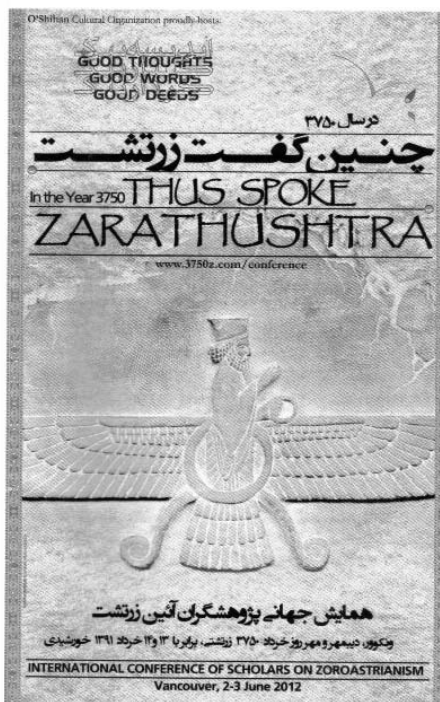 O'Shihan Cultural Organization proudly hosts:
GOOD THOUGHTS
GOOD WORDS
GOOD DEEDS
در سال ۳۷۵۰
چنین گفت زرتشت
In the Year 3750 THUS SPOKE
ZARATHUSHTRA
www.3750z.com/conference
همایش جهانی پژوهشگران آئین زرتشت
ونکوور، دیبمهر و مهر روز خرداد ۳۷۵۰ زرتشتی، برابر با ۱۳ و ۱۴ خرداد ۱۳۹۱ خورشیدی
INTERNATIONAL CONFERENCE OF SCHOLARS ON ZOROASTRIANISM
Vancouver, 2-3 June 2012